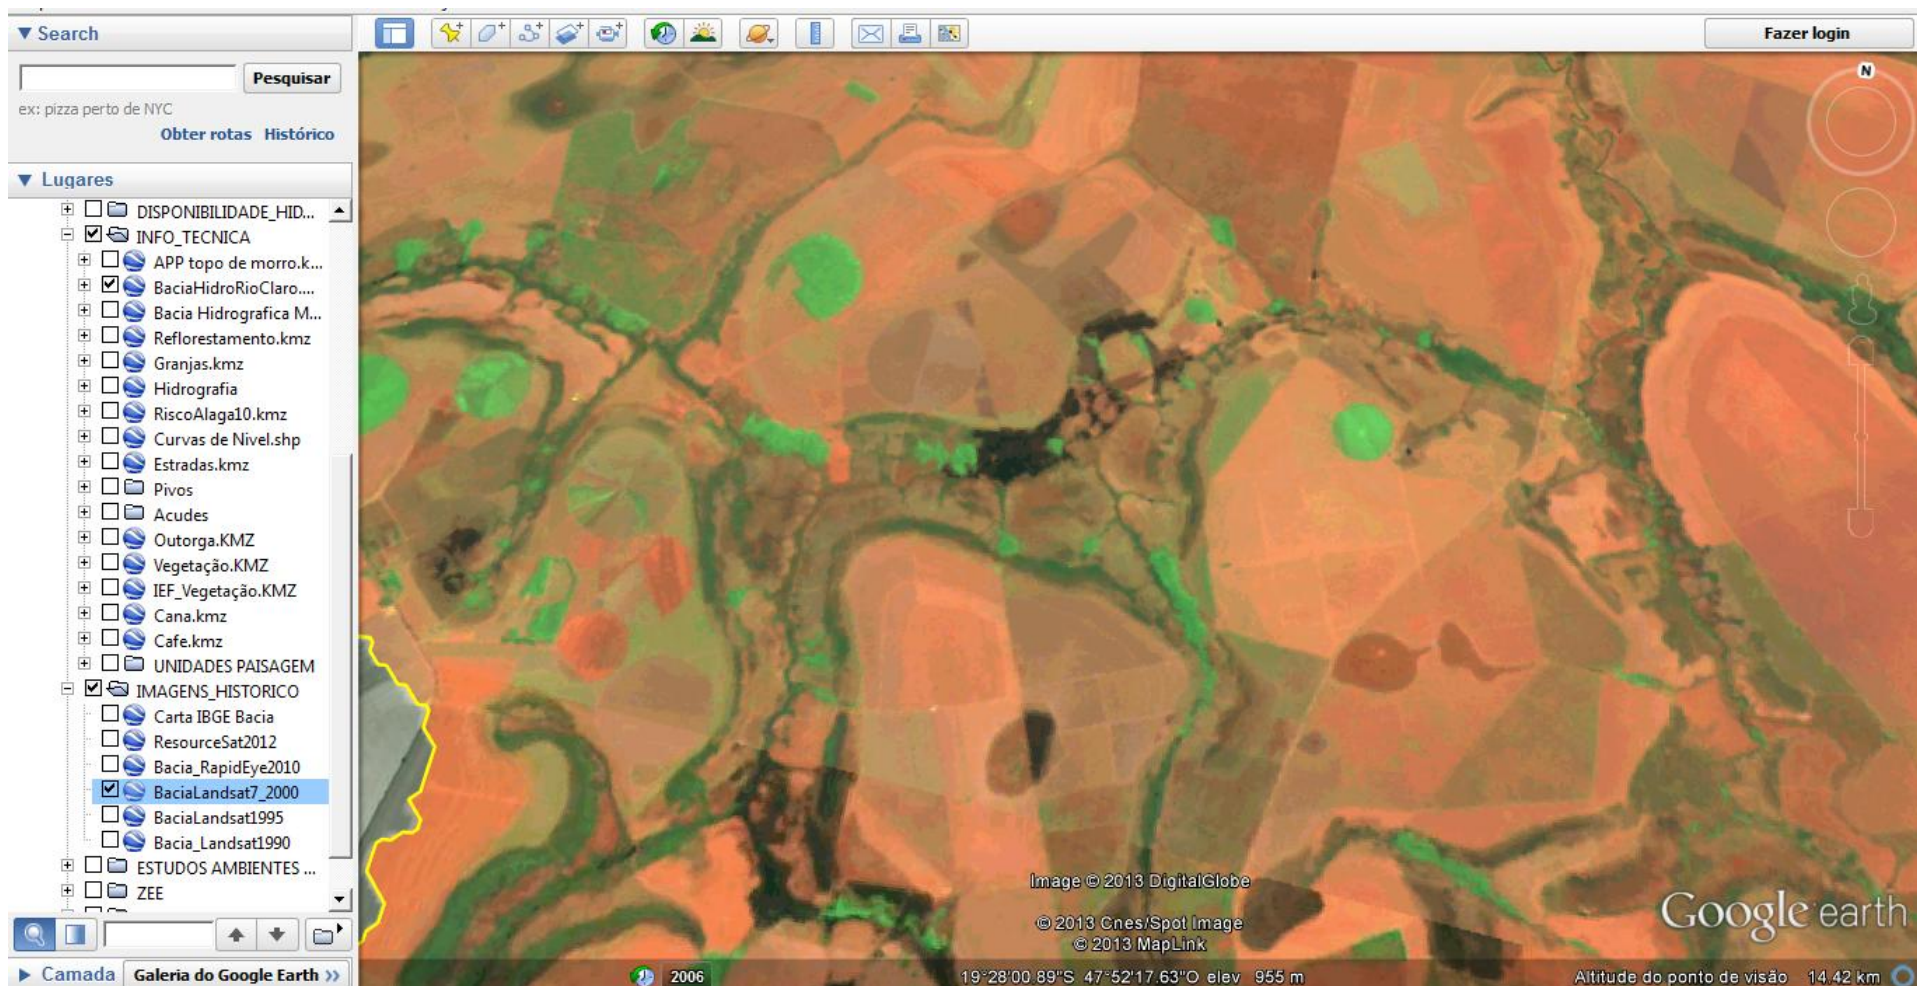 Search
Pesquisar
ex: pizza perto de NYC
Obter rotas Histórico
Lugares
DISPONIBILIDADE_HID...
INFO_TECNICA
APP topo de morro.k...
BaciaHidroRioClaro....
Bacia Hidrografica M...
Reflorestamento.kmz
Granjas.kmz
Hidrografia
RiscoAlaga10.kmz
Curvas de Nivel.shp
Estradas.kmz
Pivos
Acudes
Outorga.KMZ
Vegetação.KMZ
IEF_Vegetação.KMZ
Cana.kmz
Cafe.kmz
UNIDADES PAISAGEM
IMAGENS_HISTORICO
Carta IBGE Bacia
ResourceSat2012
Bacia_RapidEye2010
BaciaLandsat7_2000
BaciaLandsat1995
Bacia_Landsat1990
ESTUDOS AMBIENTES ...
ZEE
Camada Galeria do Google Earth >>
Fazer login
N
Image © 2013 DigitalGlobe
© 2013 Cnes/Spot Image
© 2013 MapLink
Google earth
2006 19°28'00.89"S 47°52'17.63"O elev 955 m Altitude do ponto de visão 14.42 km